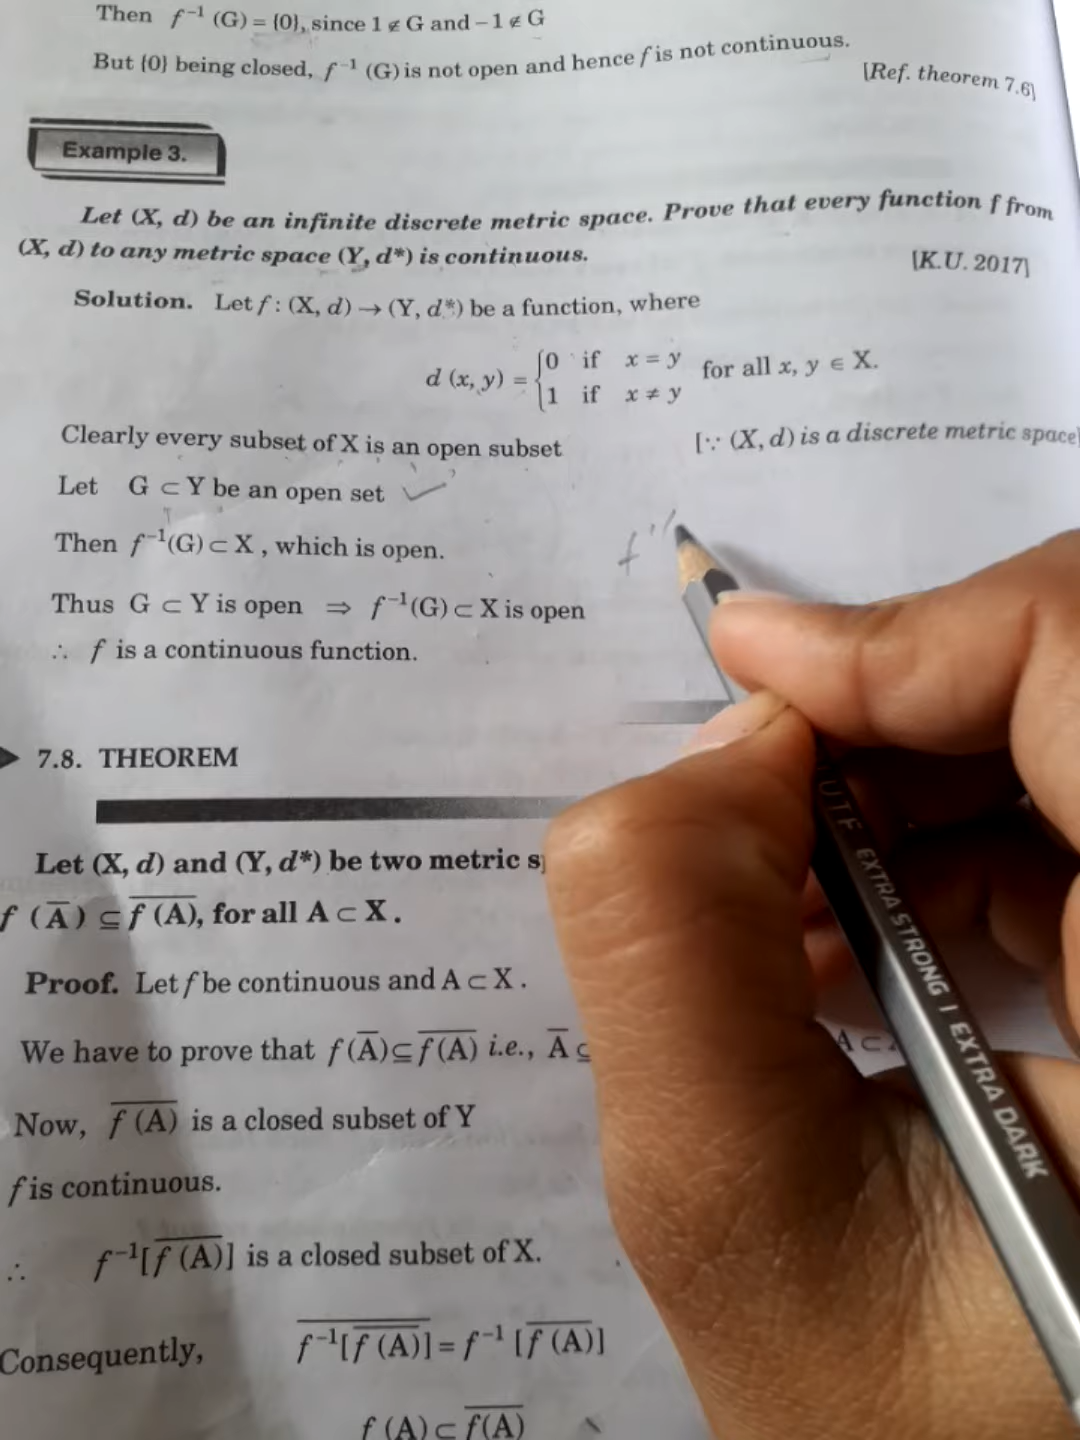 Then f⁻¹ (G) = {0}, since 1 ∉ G and – 1 ∉ G
But {0} being closed, f⁻¹ (G) is not open and hence f is not continuous.
[Ref. theorem 7.6]
Example 3.
Let (X, d) be an infinite discrete metric space. Prove that every function f from
(X, d) to any metric space (Y, d*) is continuous. [K.U. 2017]
Solution. Let f : (X, d) → (Y, d*) be a function, where
d (x, y) = {0 if x = y
1 if x ≠ y for all x, y ∈ X.
Clearly every subset of X is an open subset [∵ (X, d) is a discrete metric space]
Let G ⊂ Y be an open set
Then f⁻¹(G) ⊂ X , which is open.
Thus G ⊂ Y is open ⇒ f⁻¹(G) ⊂ X is open
∴ f is a continuous function.
7.8. THEOREM
Let (X, d) and (Y, d*) be two metric
f (A̅) ⊆ f̅ ̅(̅A̅)̅, for all A ⊂ X .
Proof. Let f be continuous and A ⊂ X .
We have to prove that f (A̅) ⊆ f̅ ̅(̅A̅)̅ i.e., A̅ ⊆
A ⊂
Now, f̅ ̅(̅A̅)̅ is a closed subset of Y
f is continuous.
∴ f⁻¹[f̅ ̅(̅A̅)̅] is a closed subset of X.
Consequently, f̅⁻̅¹̅[̅f̅ ̅(̅A̅)̅]̅ = f⁻¹ [f̅ ̅(̅A̅)̅]
f (A) ⊂ f̅(̅A̅)̅
EXTRA STRONG | EXTRA DARK